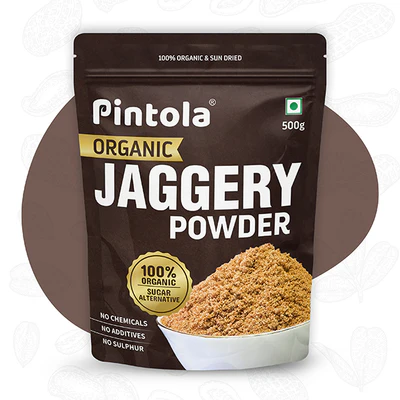 100% ORGANIC & SUN DRIED
Pintola®
500g
ORGANIC
JAGGERY
POWDER
100%
ORGANIC
SUGAR
ALTERNATIVE
NO CHEMICALS
NO ADDITIVES
NO SULPHUR